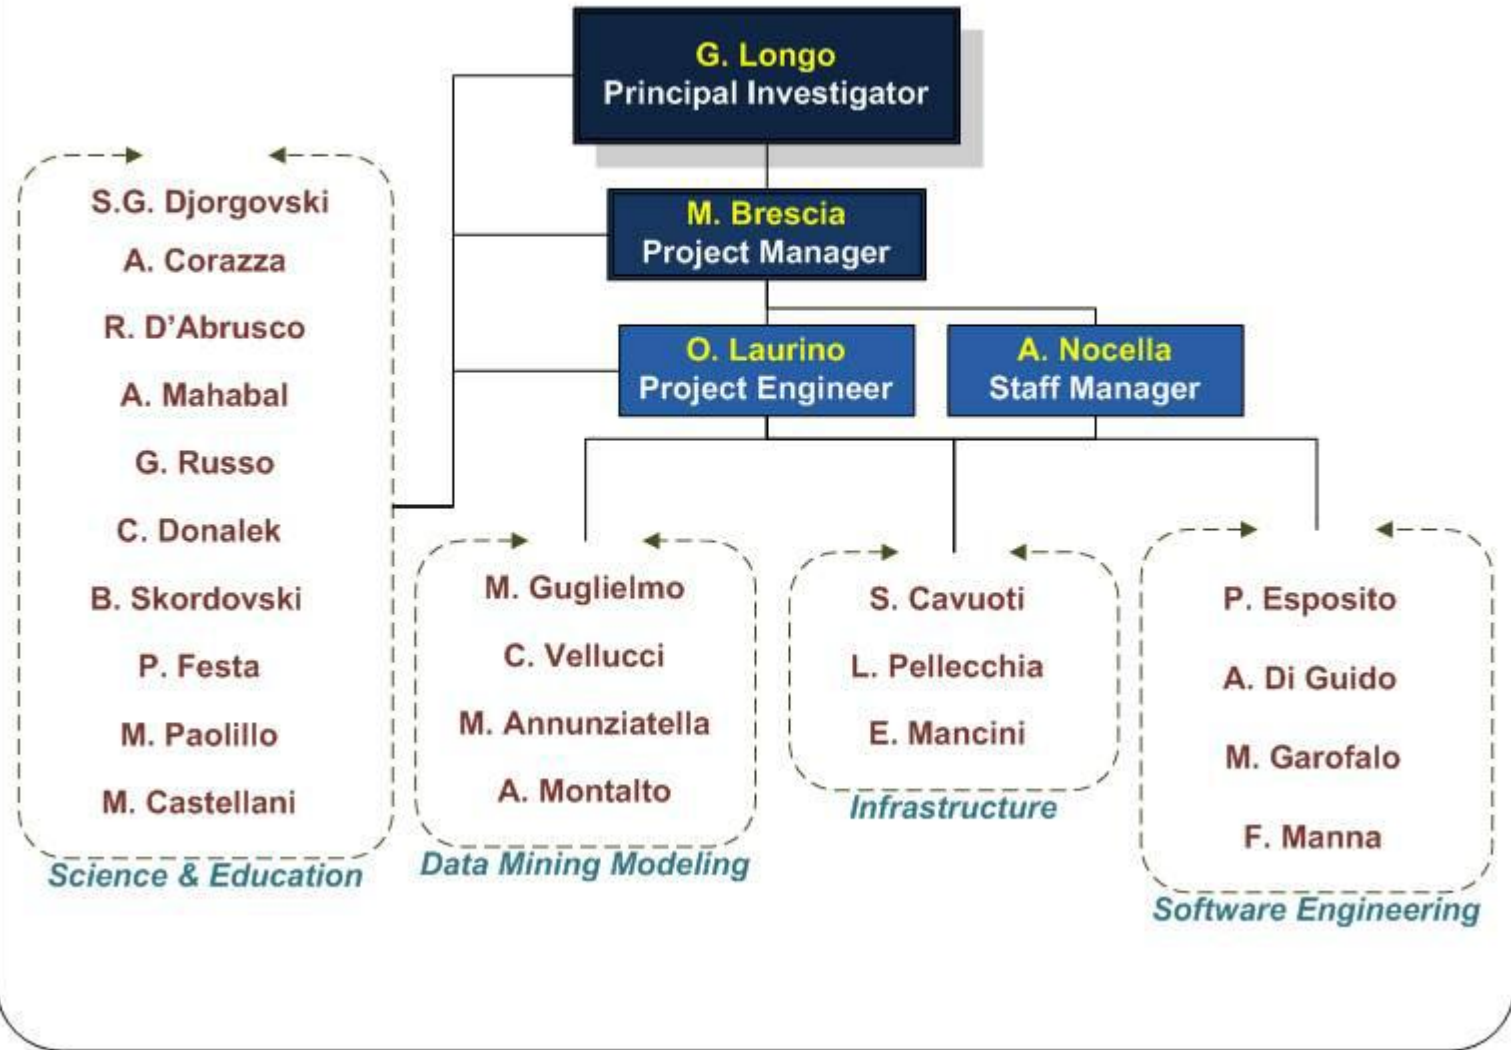 G. Longo
Principal Investigator
M. Brescia
Project Manager
O. Laurino
Project Engineer
A. Nocella
Staff Manager
S.G. Djorgovski
A. Corazza
R. D’Abrusco
A. Mahabal
G. Russo
C. Donalek
B. Skordovski
P. Festa
M. Paolillo
M. Castellani
Science & Education
M. Guglielmo
C. Vellucci
M. Annunziatella
A. Montalto
Data Mining Modeling
S. Cavuoti
L. Pellecchia
E. Mancini
Infrastructure
P. Esposito
A. Di Guido
M. Garofalo
F. Manna
Software Engineering